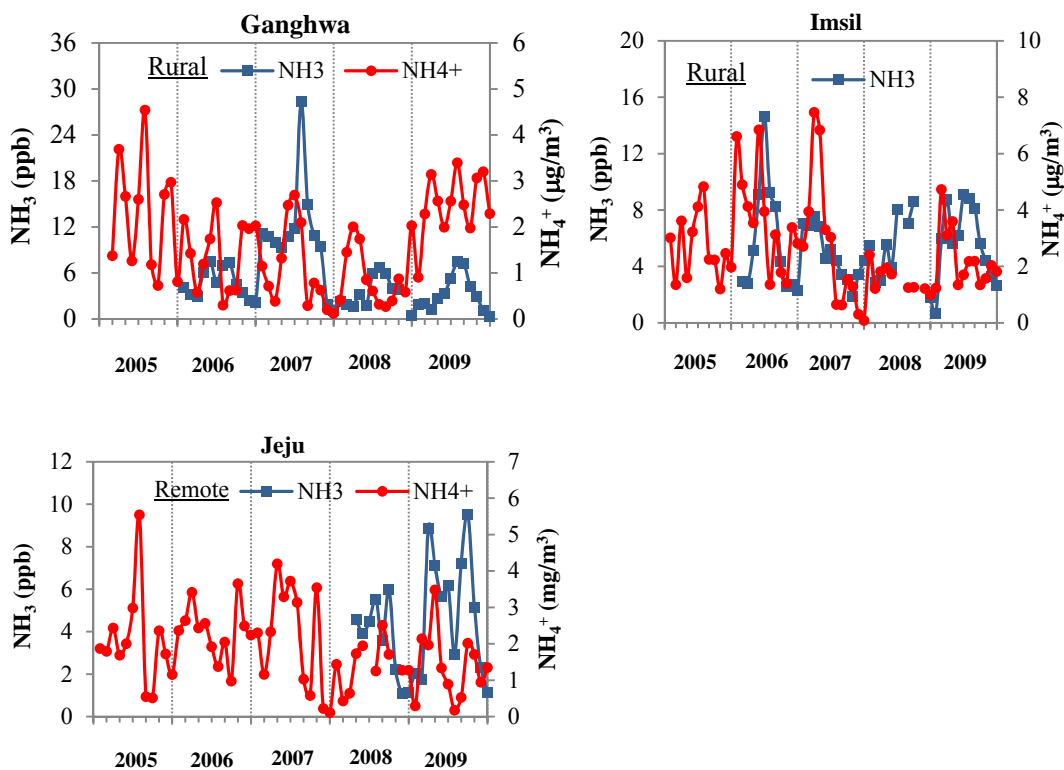 Ganghwa
36
30
24
18
12
6
0
NH₃ (ppb)
Rural
NH3
NH4+
6
5
4
3
2
1
0
NH₄⁺ (µg/m³)
2005 2006 2007 2008 2009
Imsil
20
16
12
8
4
0
NH₃ (ppb)
Rural
NH3
10
8
6
4
2
0
NH₄⁺ (µg/m³)
2005 2006 2007 2008 2009
Jeju
12
10
8
6
4
2
0
NH₃ (ppb)
Remote
NH3
NH4+
7
6
5
4
3
2
1
0
NH₄⁺ (mg/m³)
2005 2006 2007 2008 2009